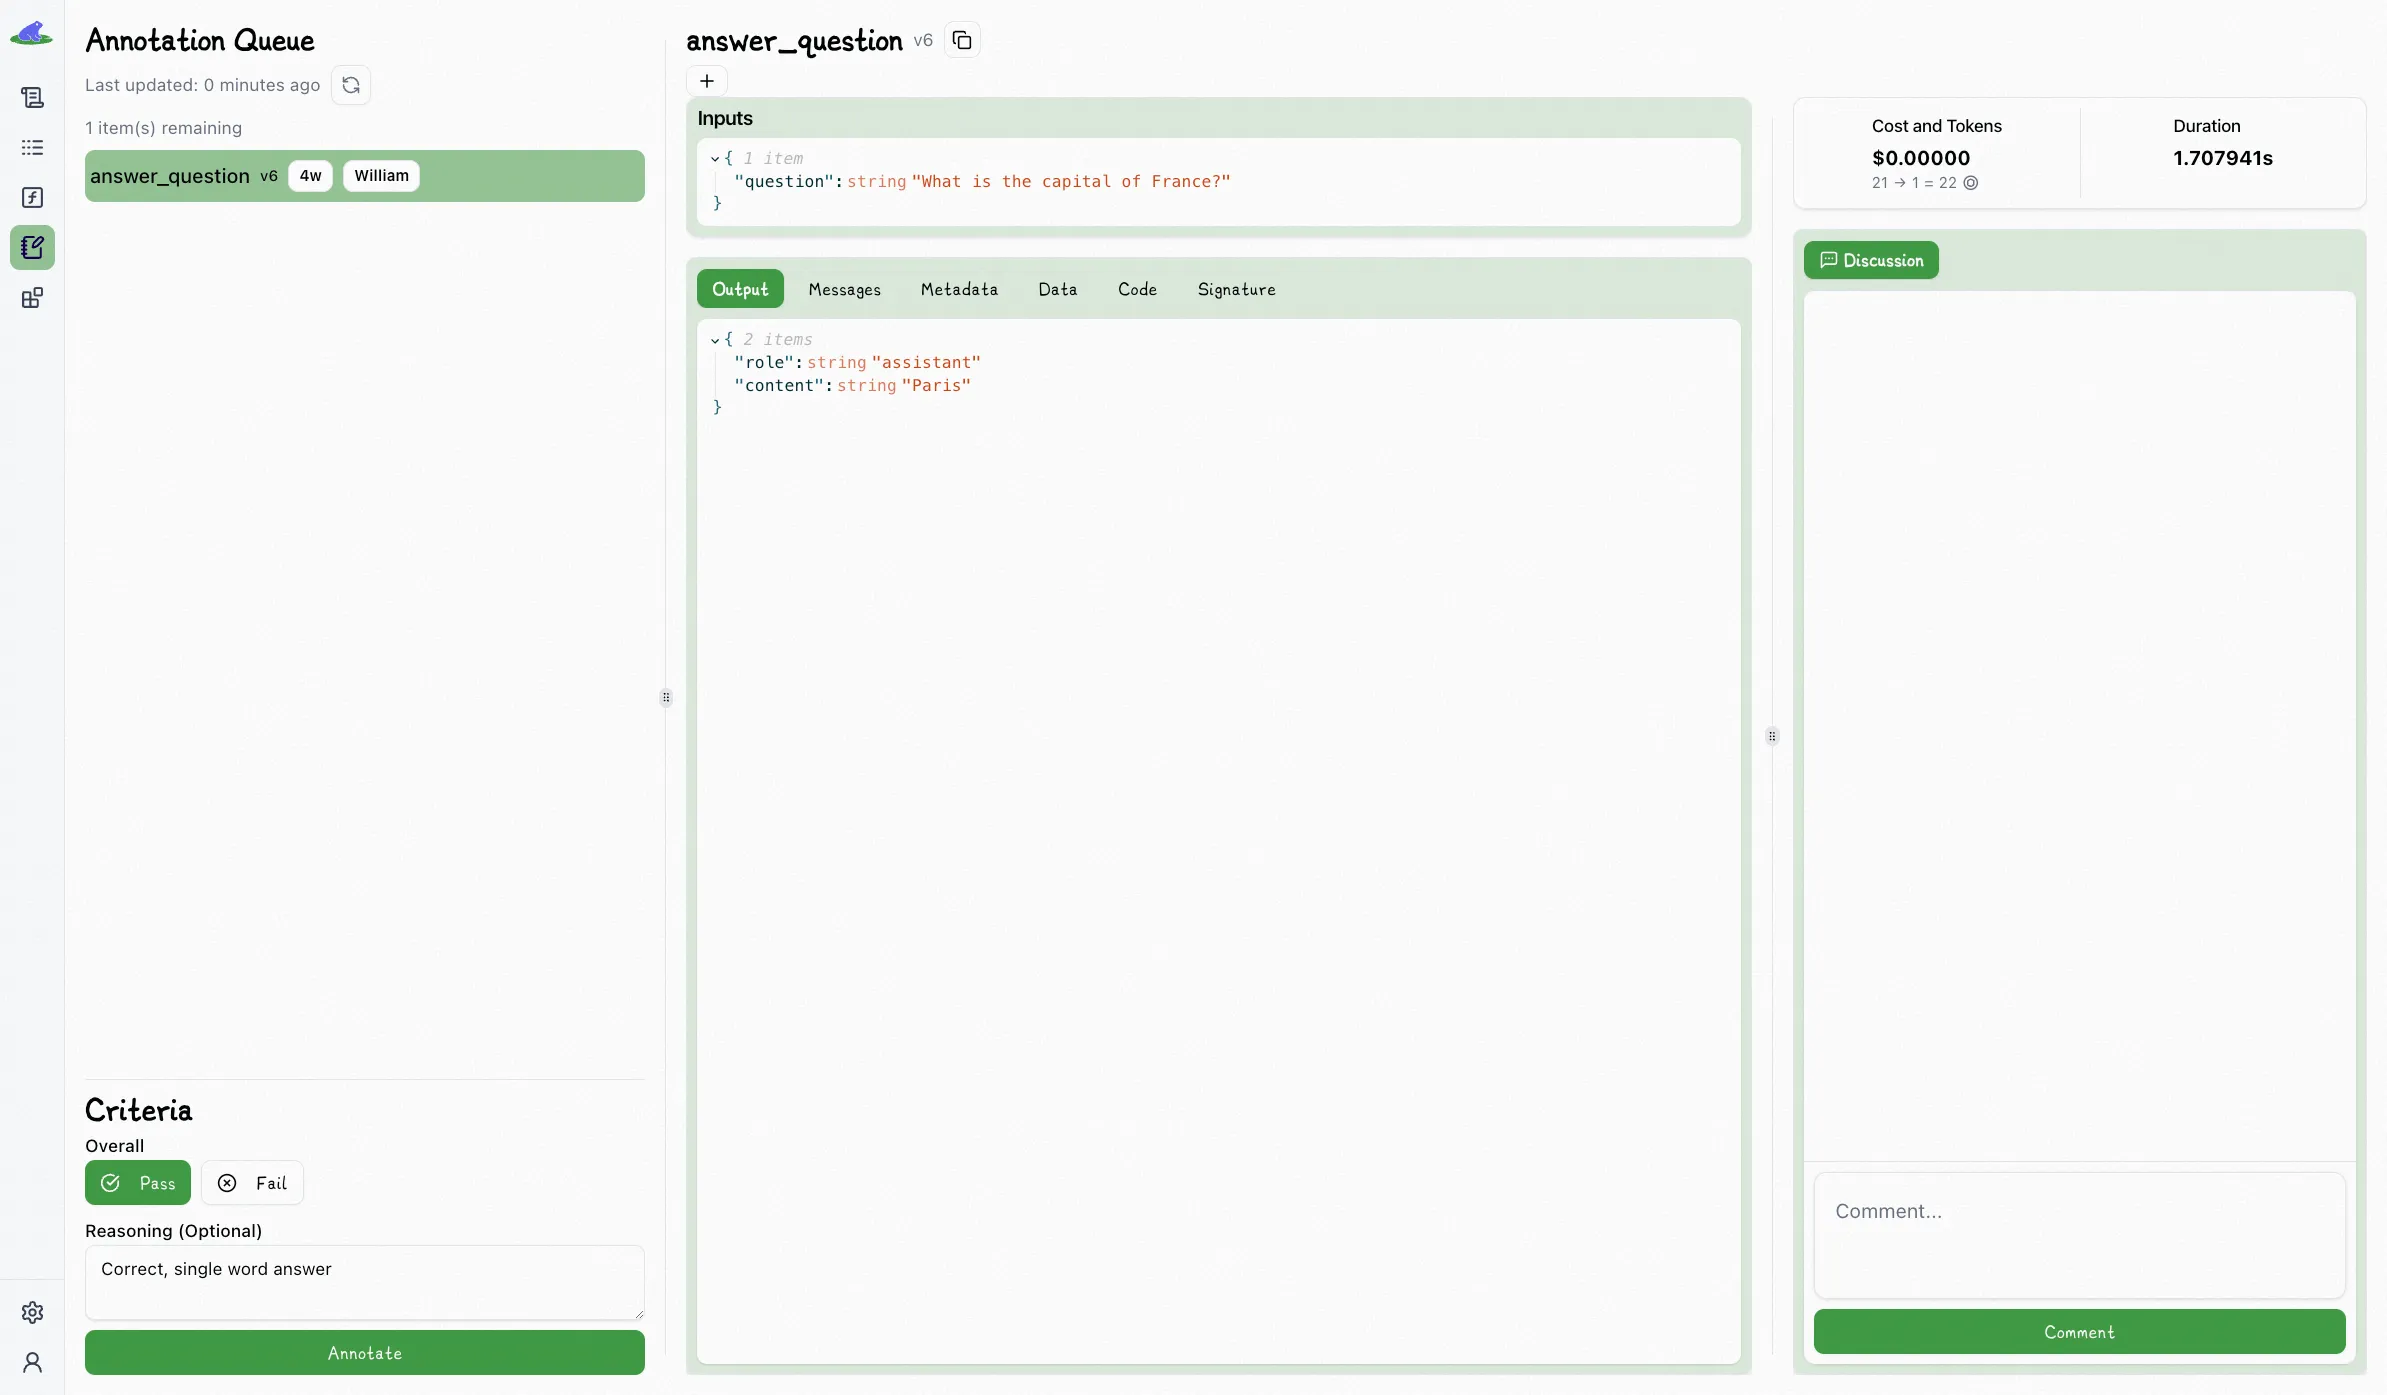 Annotation Queue
Last updated: 0 minutes ago
1 item(s) remaining
answer_question v6 4w William
Criteria
Overall
Pass Fail
Reasoning (Optional)
Correct, single word answer
Annotate
answer_question v6
+
Inputs
{ 1 item
"question": string "What is the capital of France?"
}
Output Messages Metadata Data Code Signature
{ 2 items
"role": string "assistant"
"content": string "Paris"
}
Cost and Tokens
$0.00000
21 → 1 = 22
Duration
1.707941s
Discussion
Comment...
Comment